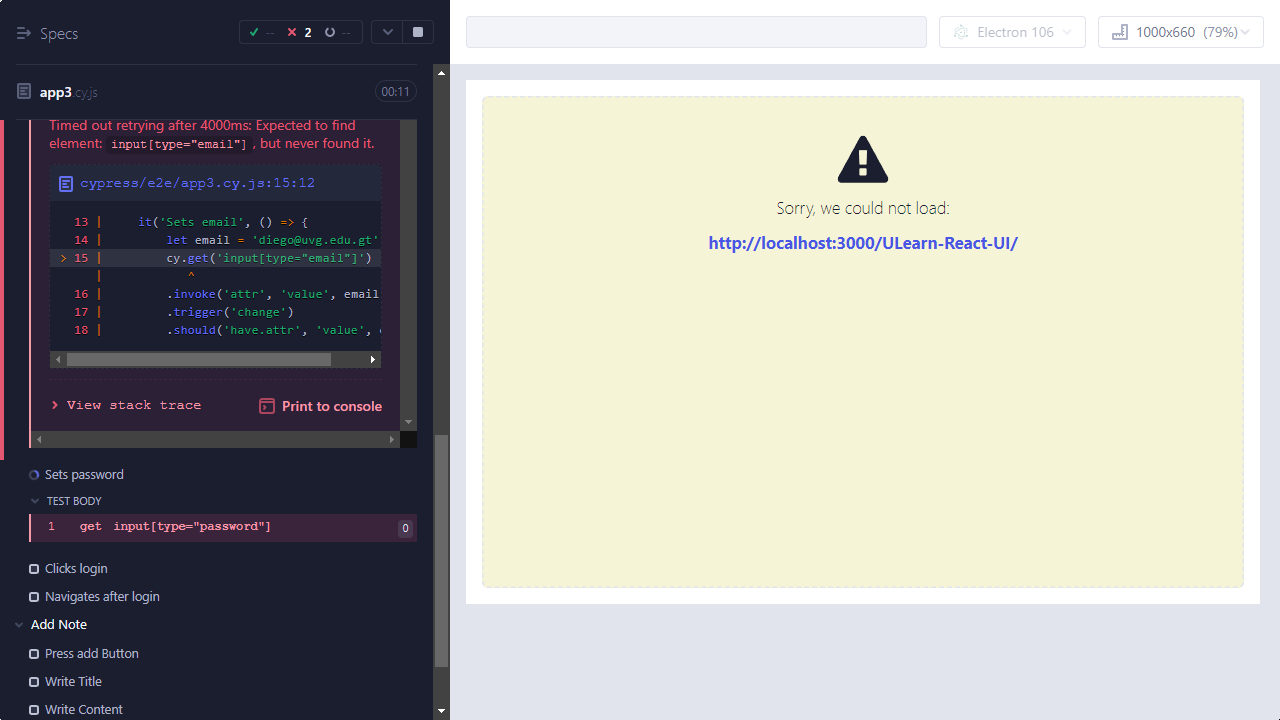 Specs
-- 2 --
app3.cy.js 00:11
Timed out retrying after 4000ms: Expected to find
element: input[type="email"] , but never found it.
cypress/e2e/app3.cy.js:15:12
13 | it('Sets email', () => {
14 | let email = 'diego@uvg.edu.gt'
> 15 | cy.get('input[type="email"]')
| ^
16 | .invoke('attr', 'value', email
17 | .trigger('change')
18 | .should('have.attr', 'value', e
> View stack trace
Print to console
Sets password
TEST BODY
1 get input[type="password"] 0
Clicks login
Navigates after login
Add Note
Press add Button
Write Title
Write Content
Electron 106
1000x660 (79%)
Sorry, we could not load:
http://localhost:3000/ULearn-React-UI/